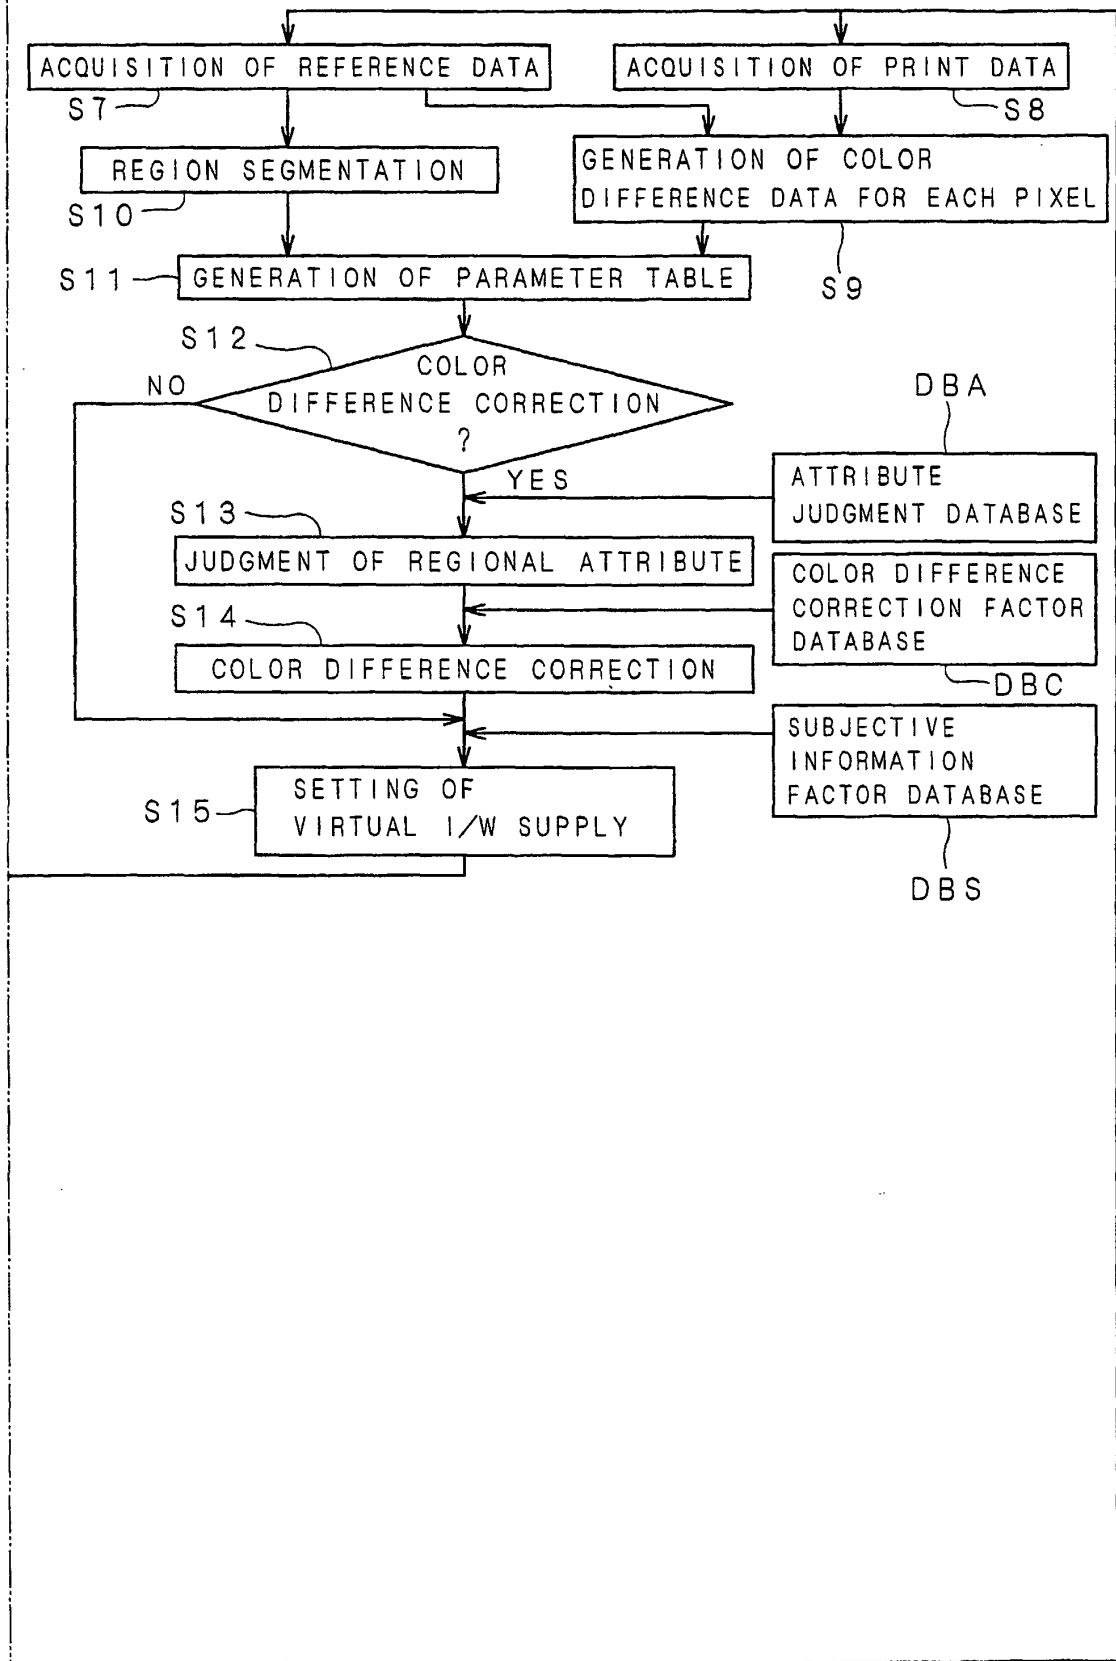 ACQUISITION OF REFERENCE DATA
ACQUISITION OF PRINT DATA
S7
S8
REGION SEGMENTATION
GENERATION OF COLOR
DIFFERENCE DATA FOR EACH PIXEL
S10
S11
GENERATION OF PARAMETER TABLE
S9
S12
COLOR
DIFFERENCE CORRECTION
?
NO
YES
DBA
ATTRIBUTE
JUDGMENT DATABASE
S13
JUDGMENT OF REGIONAL ATTRIBUTE
COLOR DIFFERENCE
CORRECTION FACTOR
DATABASE
S14
COLOR DIFFERENCE CORRECTION
DBC
SUBJECTIVE
INFORMATION
FACTOR DATABASE
S15
SETTING OF
VIRTUAL I/W SUPPLY
DBS